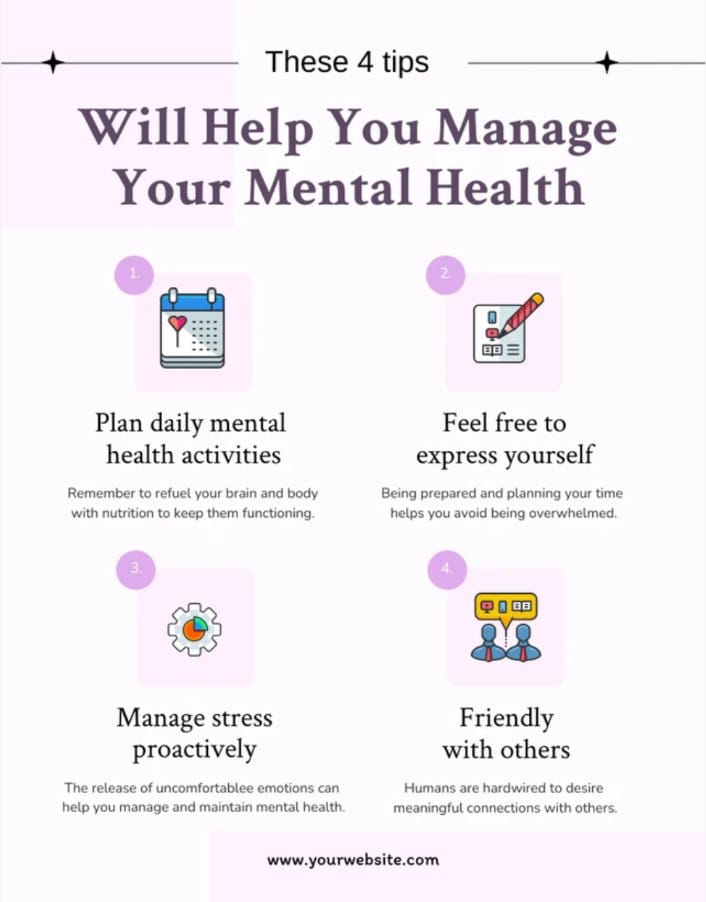 These 4 tips
Will Help You Manage
Your Mental Health
1.
Plan daily mental
health activities
Remember to refuel your brain and body
with nutrition to keep them functioning.
2.
Feel free to
express yourself
Being prepared and planning your time
helps you avoid being overwhelmed.
3.
Manage stress
proactively
The release of uncomfortablee emotions can
help you manage and maintain mental health.
4.
Friendly
with others
Humans are hardwired to desire
meaningful connections with others.
www.yourwebsite.com